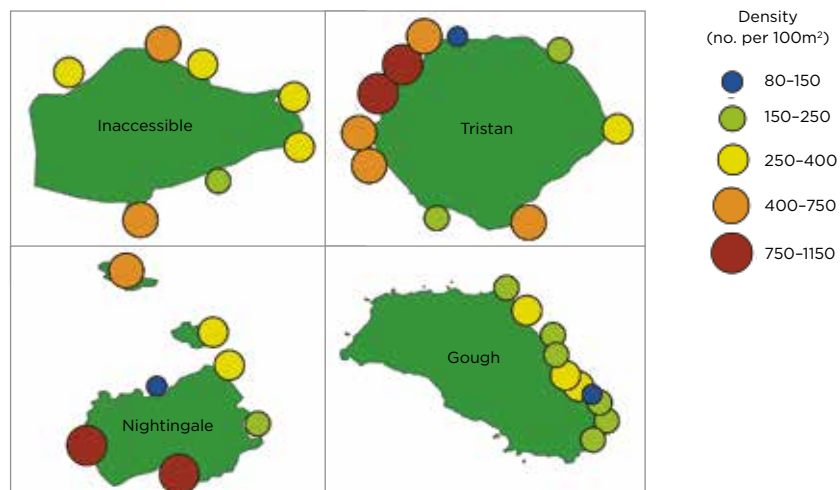 Inaccessible
Tristan
Nightingale
Gough
Density
(no. per 100m²)
80–150
150–250
250–400
400–750
750–1150